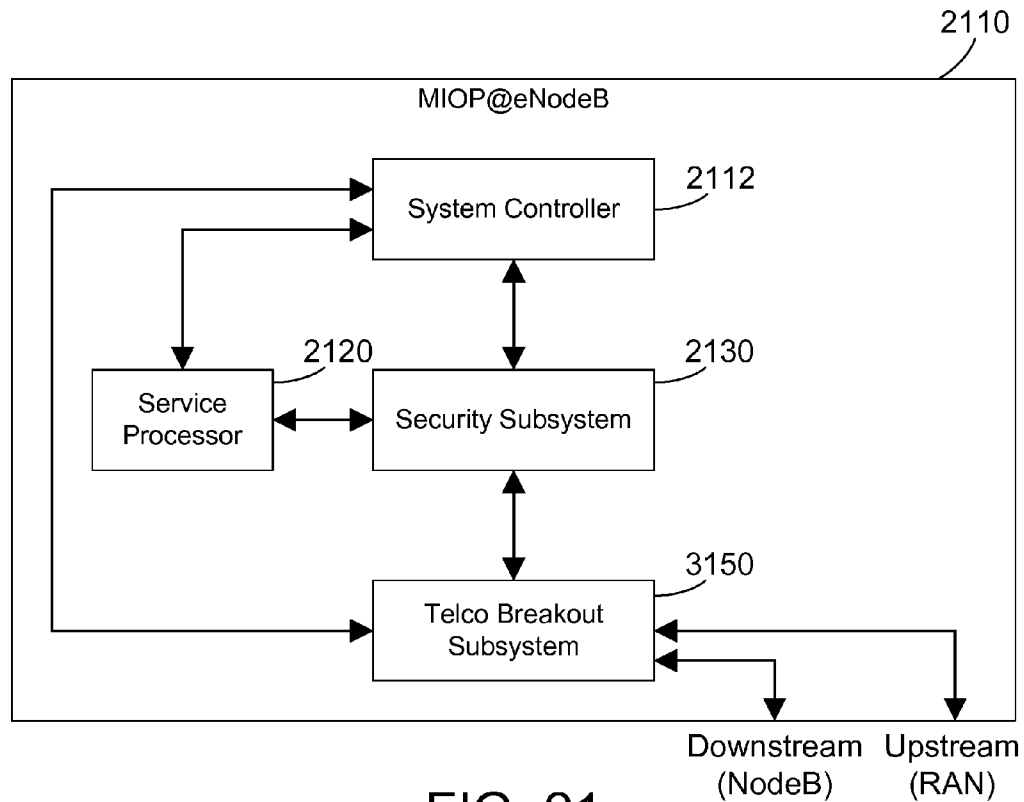 2110
MIOP@eNodeB
2112
System Controller
2120
2130
Service
Processor
Security Subsystem
3150
Telco Breakout
Subsystem
Downstream
(NodeB)
Upstream
(RAN)